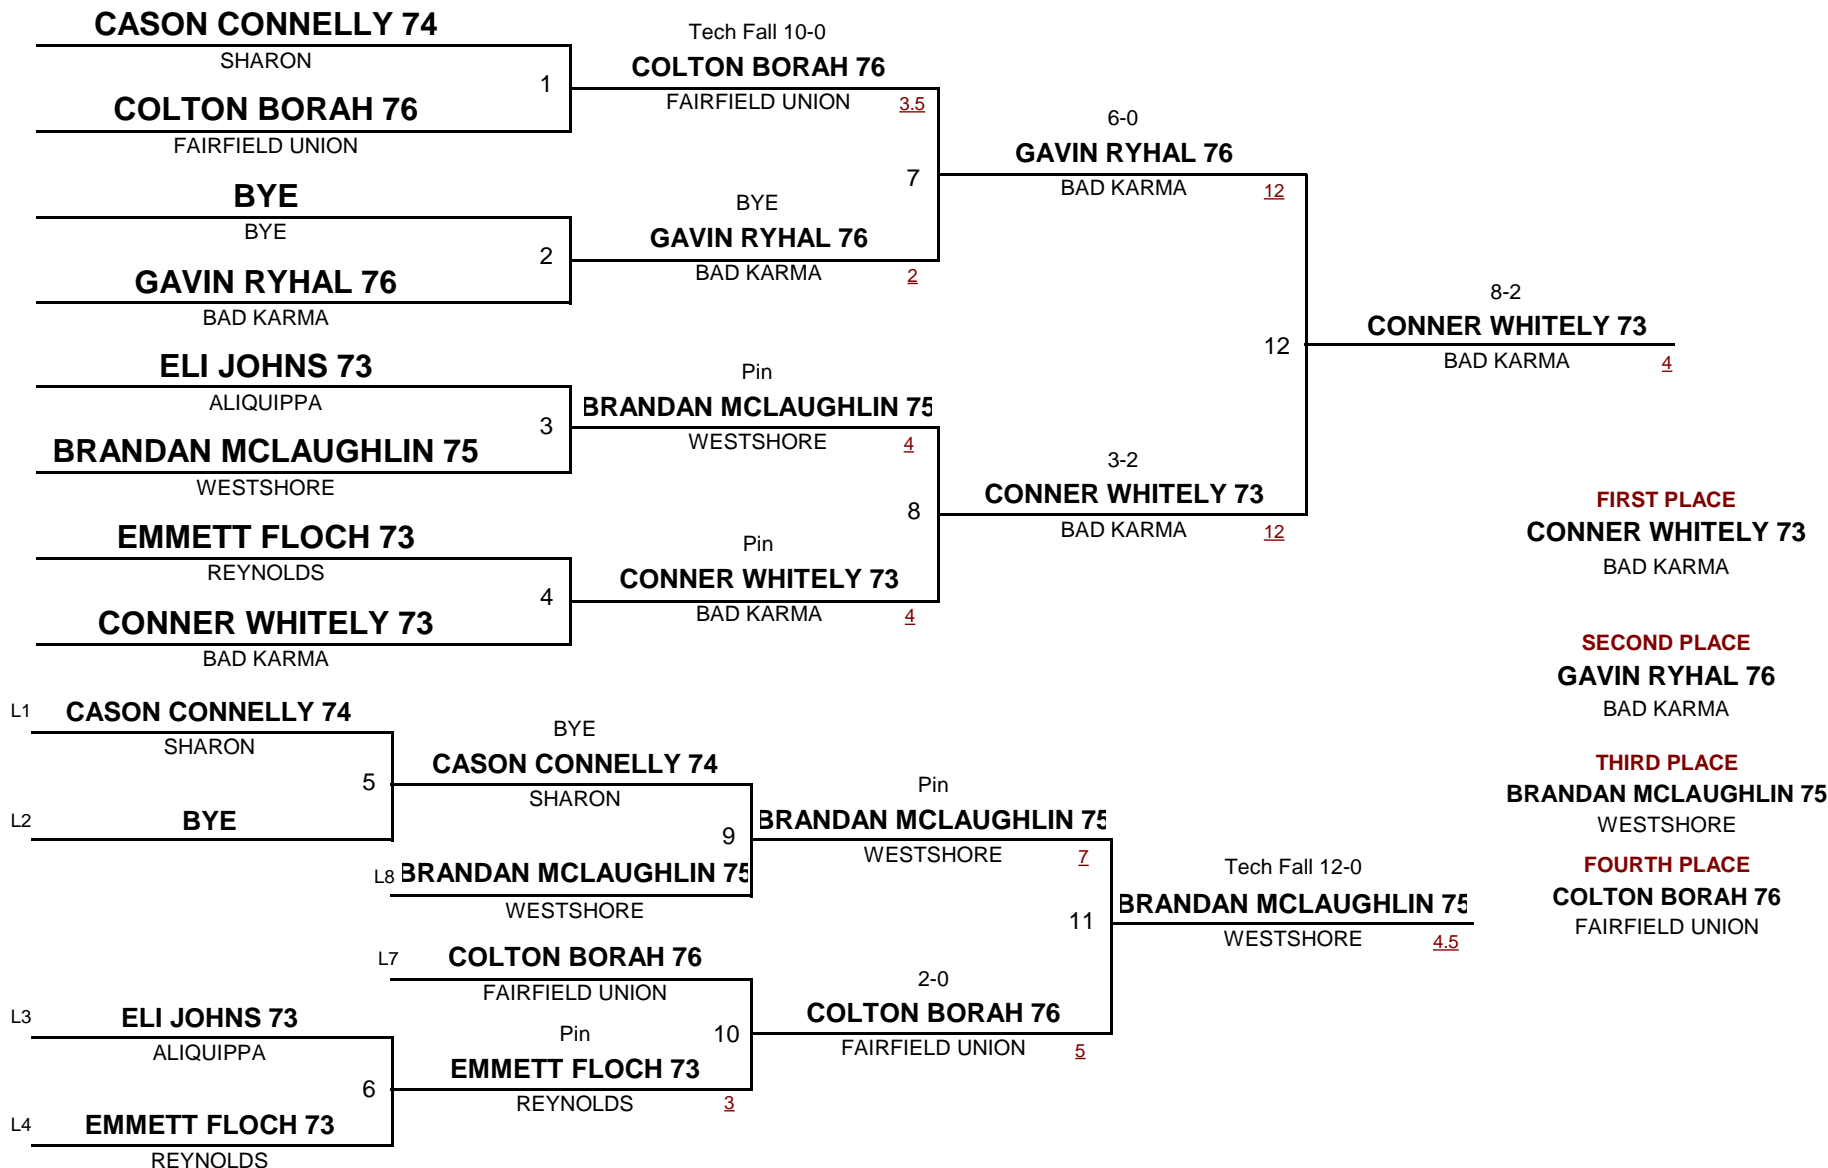 CASON CONNELLY 74
SHARON
1
COLTON BORAH 76
FAIRFIELD UNION
Tech Fall 10-0
COLTON BORAH 76
FAIRFIELD UNION 3.5
BYE
BYE
2
GAVIN RYHAL 76
BAD KARMA
7
BYE
GAVIN RYHAL 76
BAD KARMA 2
6-0
GAVIN RYHAL 76
BAD KARMA 12
ELI JOHNS 73
ALIQUIPPA
3
BRANDAN MCLAUGHLIN 75
WESTSHORE
Pin
BRANDAN MCLAUGHLIN 75
WESTSHORE 4
EMMETT FLOCH 73
REYNOLDS
4
CONNER WHITELY 73
BAD KARMA
8
Pin
CONNER WHITELY 73
BAD KARMA 4
3-2
CONNER WHITELY 73
BAD KARMA 12
12
8-2
CONNER WHITELY 73
BAD KARMA 4
FIRST PLACE
CONNER WHITELY 73
BAD KARMA
SECOND PLACE
GAVIN RYHAL 76
BAD KARMA
THIRD PLACE
BRANDAN MCLAUGHLIN 75
WESTSHORE
FOURTH PLACE
COLTON BORAH 76
FAIRFIELD UNION
L1 CASON CONNELLY 74
SHARON
5
L2 BYE
BYE
CASON CONNELLY 74
SHARON
9
L8 BRANDAN MCLAUGHLIN 75
WESTSHORE
Pin
BRANDAN MCLAUGHLIN 75
WESTSHORE 7
L7 COLTON BORAH 76
FAIRFIELD UNION
10
L3 ELI JOHNS 73
ALIQUIPPA
6
L4 EMMETT FLOCH 73
REYNOLDS
Pin
EMMETT FLOCH 73
REYNOLDS 3
2-0
COLTON BORAH 76
FAIRFIELD UNION 5
11
Tech Fall 12-0
BRANDAN MCLAUGHLIN 75
WESTSHORE 4.5